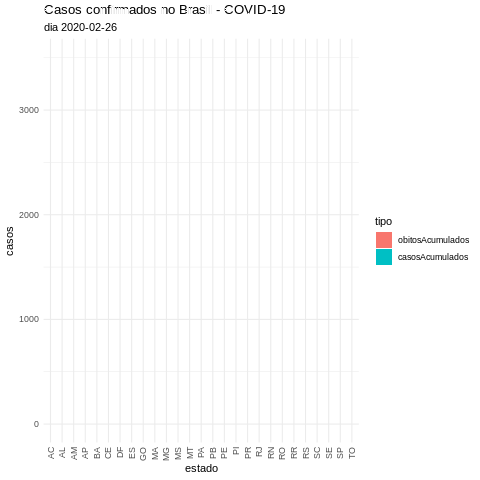 Casos confirmados no Brasil - COVID-19
dia 2020-02-26
3000
2000
1000
0
casos
AC AL AM AP BA CE DF ES GO MA MG MS MT PA PB PE PI PR RJ RN RO RR RS SC SE SP TO
estado
tipo
obitosAcumulados
casosAcumulados